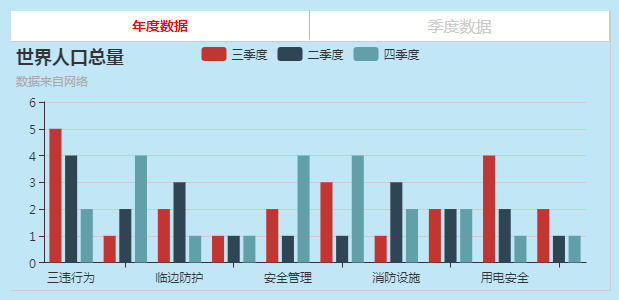 年度数据 季度数据
世界人口总量
数据来自网络
三季度 二季度 四季度
6
5
4
3
2
1
0
三违行为 临边防护 安全管理 消防设施 用电安全